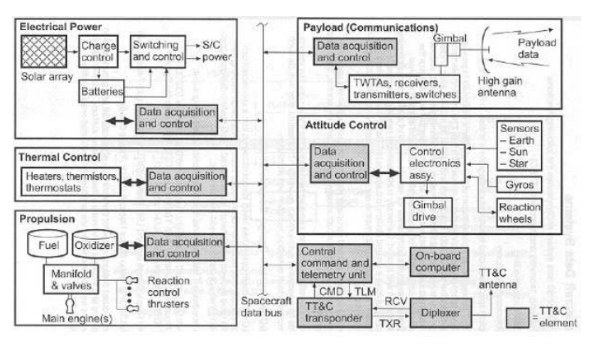 Electrical Power
Charge
control
Switching
and control
S/C
power
Solar array
Batteries
Data acquisition
and control
Thermal Control
Heaters, thermistors,
thermostats
Data acquisition
and control
Propulsion
Fuel
Oxidizer
Data acquisition
and control
Manifold
& valves
Reaction
control
thrusters
Main engine(s)
Spacecraft
data bus
Payload (Communications)
Gimbal
Data acquisition
and control
Payload
data
TWTAs, receivers,
transmitters, switches
High gain
antenna
Attitude Control
Data
acquisition
and control
Control
electronics
assy.
Sensors
– Earth
– Sun
– Star
Gyros
Gimbal
drive
Reaction
wheels
Central
command and
telemetry unit
On-board
computer
CMD
TLM
TT&C
antenna
TT&C
transponder
RCV
TXR
Diplexer
= TT&C
element